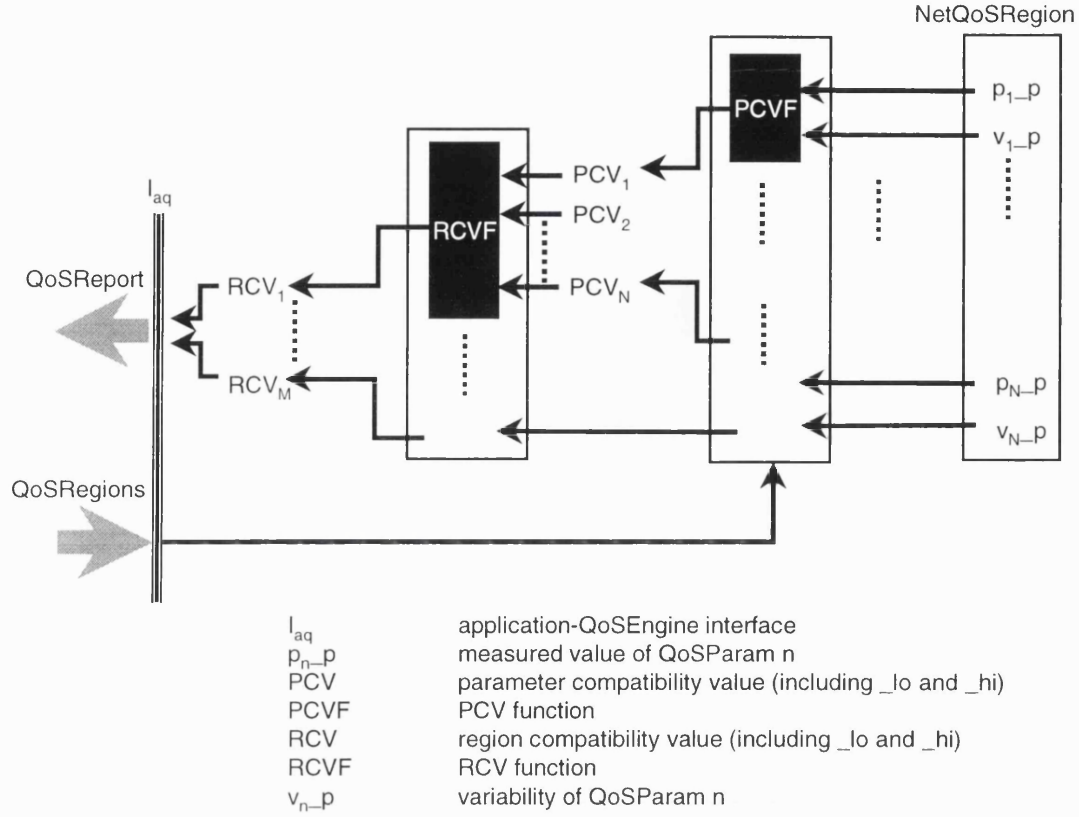 NetQoSRegion
PCVF
p1_p
v1_p
PCV1
PCV2
PCVN
RCVF
Iaq
QoSReport
RCV1
RCVM
pN_p
vN_p
QoSRegions
Iaq application-QoSEngine interface
pn_p measured value of QoSParam n
PCV parameter compatibility value (including _lo and _hi)
PCVF PCV function
RCV region compatibility value (including _lo and _hi)
RCVF RCV function
vn_p variability of QoSParam n